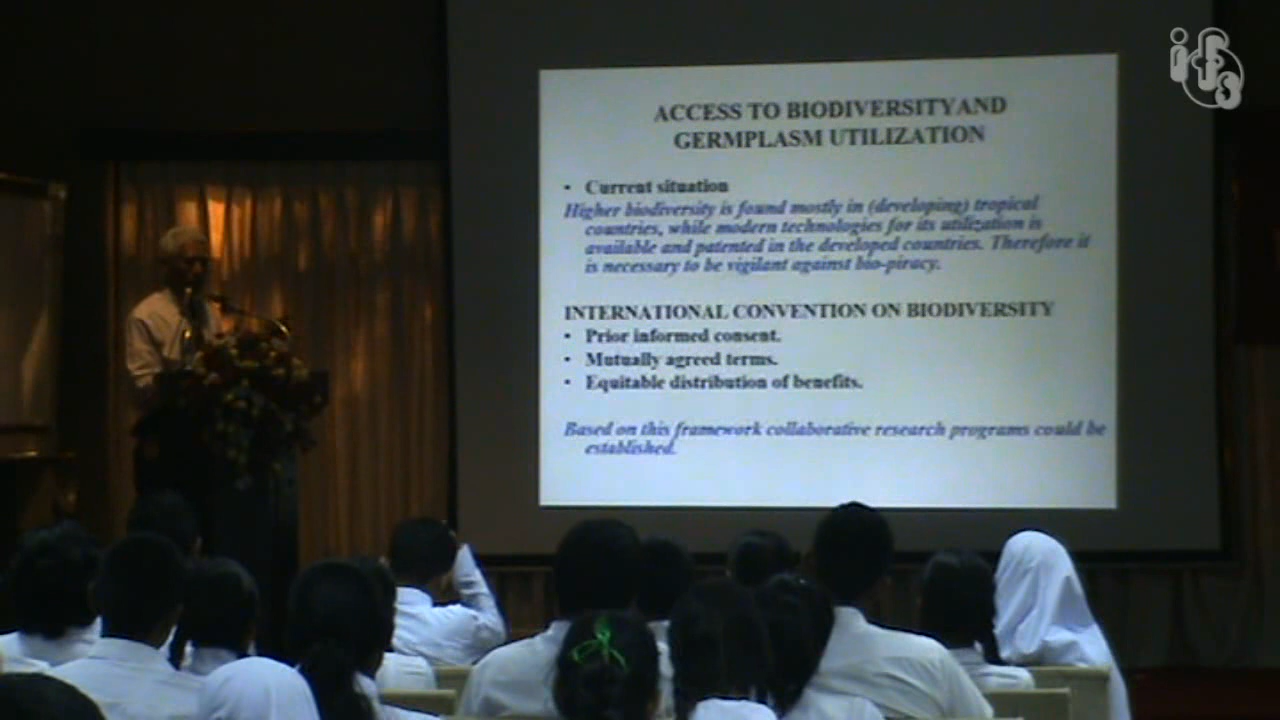 ACCESS TO BIODIVERSITY AND
GERMPLASM UTILIZATION
• Current situation
Higher biodiversity is found mostly in (developing) tropical
countries, while modern technologies for its utilization is
available and patented in the developed countries. Therefore it
is necessary to be vigilant against bio-piracy.
INTERNATIONAL CONVENTION ON BIODIVERSITY
• Prior informed consent.
• Mutually agreed terms.
• Equitable distribution of benefits.
Based on this framework collaborative research programs could be
established.